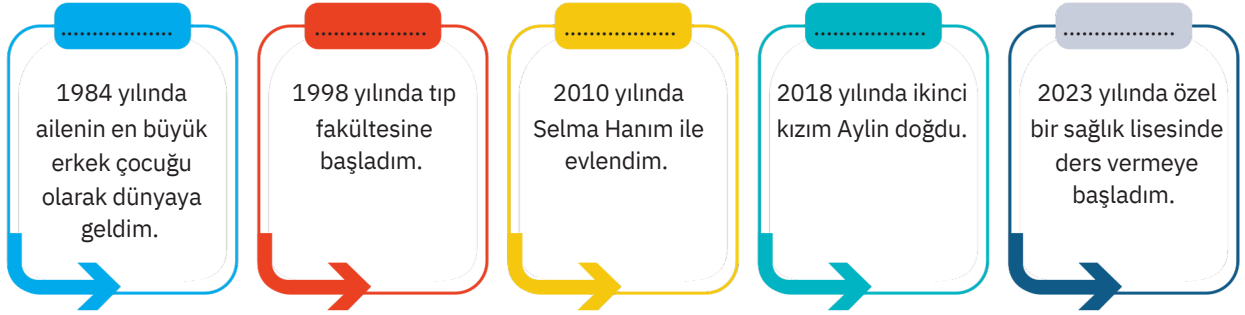 ..................
1984 yılında
ailenin en büyük
erkek çocuğu
olarak dünyaya
geldim.
..................
1998 yılında tıp
fakültesine
başladım.
..................
2010 yılında
Selma Hanım ile
evlendim.
..................
2018 yılında ikinci
kızım Aylin doğdu.
..................
2023 yılında özel
bir sağlık lisesinde
ders vermeye
başladım.